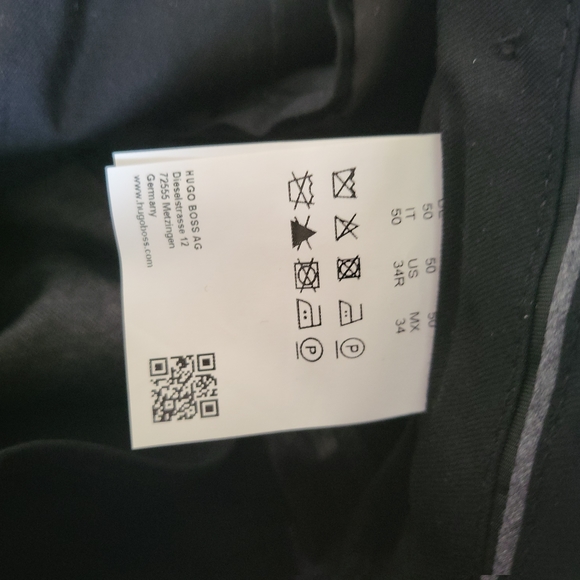 50 50 50
IT US MX
50 34R 34
P
P
HUGO BOSS AG
Dieselstrasse 12
72555 Metzingen
Germany
www.hugoboss.com